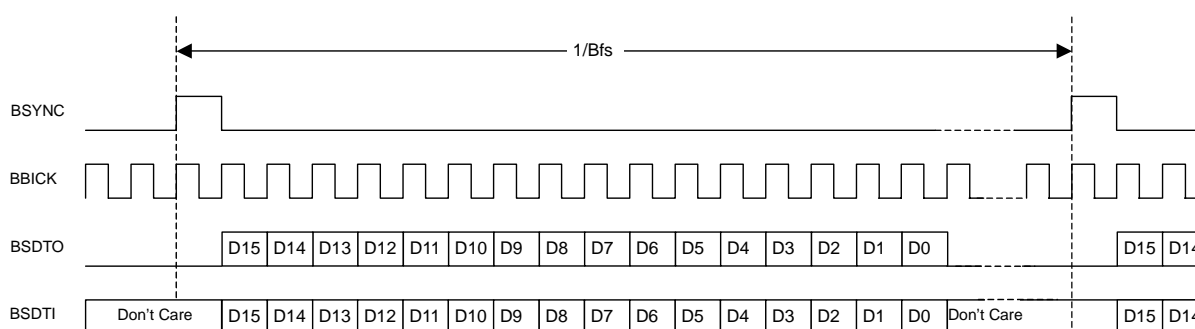 1/Bfs
BSYNC
BBICK
BSDTO D15 D14 D13 D12 D11 D10 D9 D8 D7 D6 D5 D4 D3 D2 D1 D0 D15 D14
BSDTI Don't Care D15 D14 D13 D12 D11 D10 D9 D8 D7 D6 D5 D4 D3 D2 D1 D0 Don't Care D15 D14